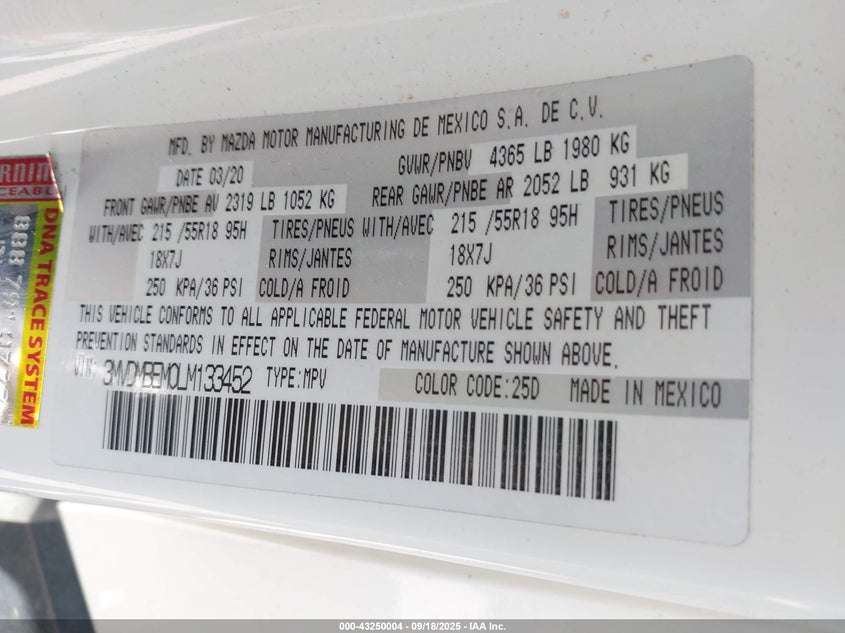 MFD. BY MAZDA MOTOR MANUFACTURING DE MEXICO S.A. DE C.V.
DATE 03/20 GVWR/PNBV 4365 LB 1980 KG
FRONT GAWR/PNBE AV 2319 LB 1052 KG REAR GAWR/PNBE AR 2052 LB 931 KG
WITH/AVEC 215 /55R18 95H TIRES/PNEUS WITH/AVEC 215 /55R18 95H TIRES/PNEUS
18X7J RIMS/JANTES 18X7J RIMS/JANTES
250 KPA/36 PSI COLD/A FROID 250 KPA/36 PSI COLD/A FROID
THIS VEHICLE CONFORMS TO ALL APPLICABLE FEDERAL MOTOR VEHICLE SAFETY AND THEFT
PREVENTION STANDARDS IN EFFECT ON THE DATE OF MANUFACTURE SHOWN ABOVE.
VIN: 3MVDMBEM0LM133452 TYPE:MPV COLOR CODE:25D MADE IN MEXICO
DNA TRACE SYSTEM
000-43250004 - 09/18/2025 - IAA Inc.